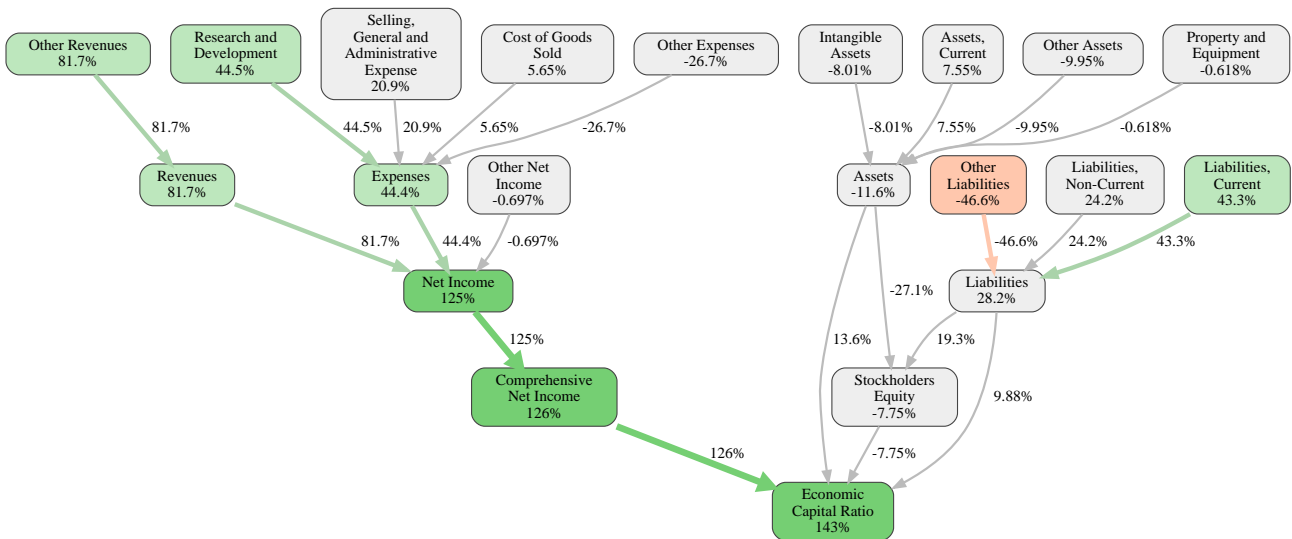 Other Revenues
81.7%
Research and
Development
44.5%
Selling,
General and
Administrative
Expense
20.9%
Cost of Goods
Sold
5.65%
Other Expenses
-26.7%
Intangible
Assets
-8.01%
Assets,
Current
7.55%
Other Assets
-9.95%
Property and
Equipment
-0.618%
81.7%
44.5%
20.9%
5.65%
-26.7%
-8.01%
7.55%
-9.95%
-0.618%
Revenues
81.7%
Expenses
44.4%
Other Net
Income
-0.697%
Assets
-11.6%
Other
Liabilities
-46.6%
Liabilities,
Non-Current
24.2%
Liabilities,
Current
43.3%
81.7%
44.4%
-0.697%
-46.6%
24.2%
43.3%
Net Income
125%
-27.1%
Liabilities
28.2%
125%
13.6%
19.3%
Comprehensive
Net Income
126%
Stockholders
Equity
-7.75%
9.88%
126%
-7.75%
Economic
Capital Ratio
143%